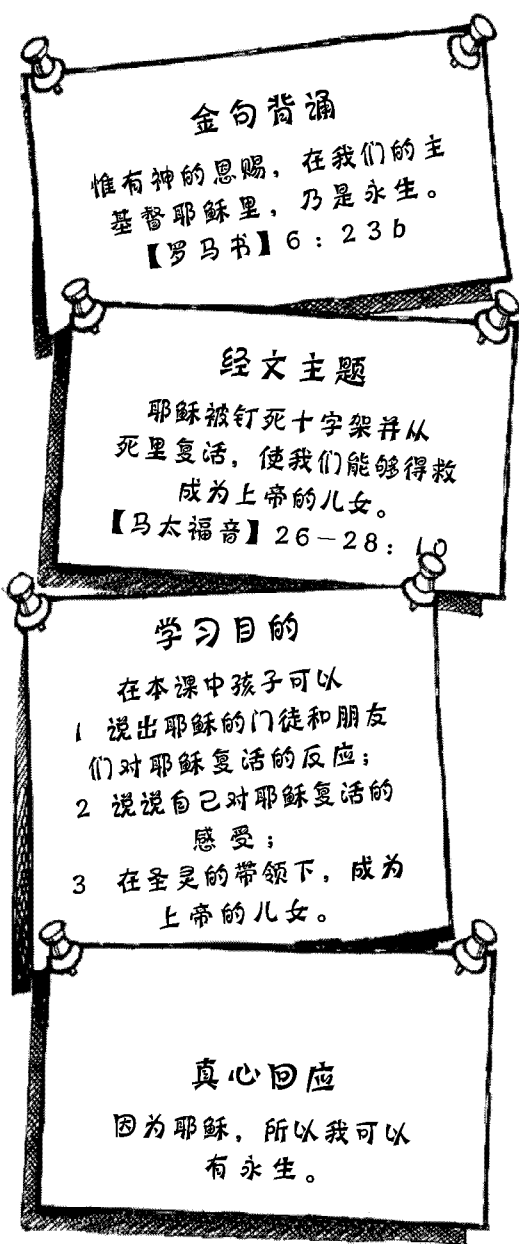 金句背诵
惟有神的恩赐，在我们的主
基督耶稣里，乃是永生。
【罗马书】6：23b
经文主题
耶稣被钉死十字架并从
死里复活，使我们能够得救
成为上帝的儿女。
【马太福音】26－28：10
学习目的
在本课中孩子可以
1 说出耶稣的门徒和朋友
们对耶稣复活的反应；
2 说说自己对耶稣复活的
感受；
3 在圣灵的带领下，成为
上帝的儿女。
真心回应
因为耶稣，所以我可以
有永生。